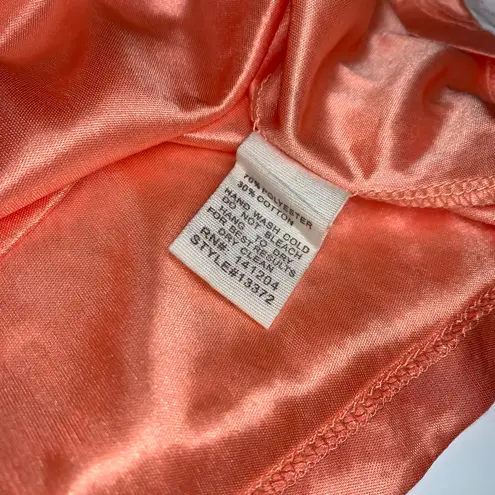 70% POLYESTER
30% COTTON
HAND WASH COLD
DO NOT BLEACH
HANG TO DRY
FOR BEST RESULTS
DRY CLEAN
RN#: 141204
STYLE#13372